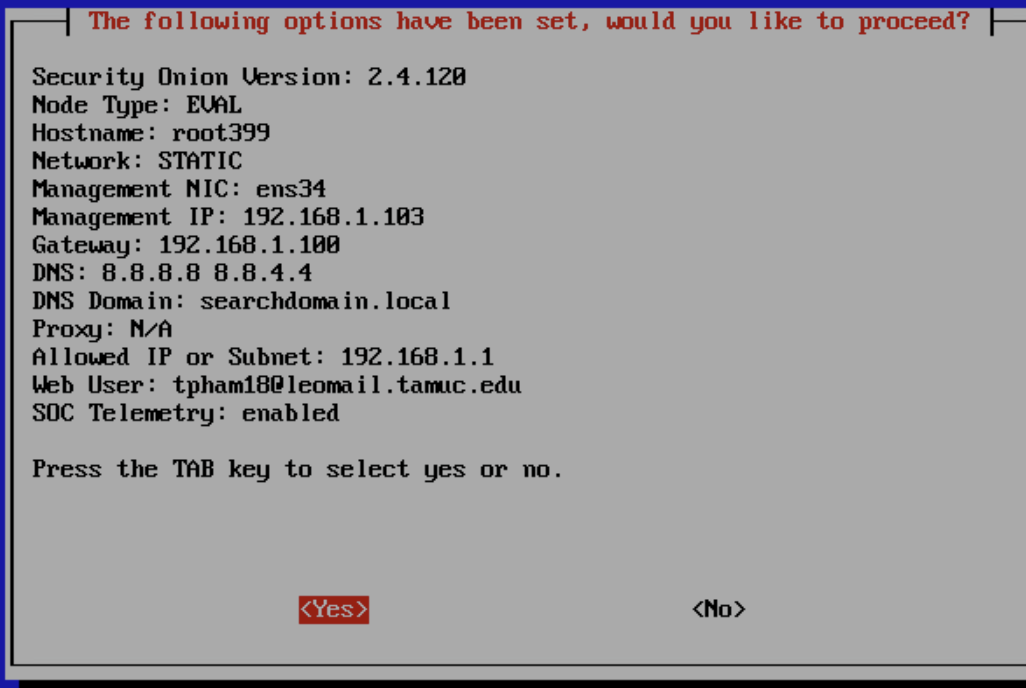 The following options have been set, would you like to proceed?
Security Onion Version: 2.4.120
Node Type: EVAL
Hostname: root399
Network: STATIC
Management NIC: ens34
Management IP: 192.168.1.103
Gateway: 192.168.1.100
DNS: 8.8.8.8 8.8.4.4
DNS Domain: searchdomain.local
Proxy: N/A
Allowed IP or Subnet: 192.168.1.1
Web User: tpham18@leomail.tamuc.edu
SOC Telemetry: enabled
Press the TAB key to select yes or no.
<Yes> <No>